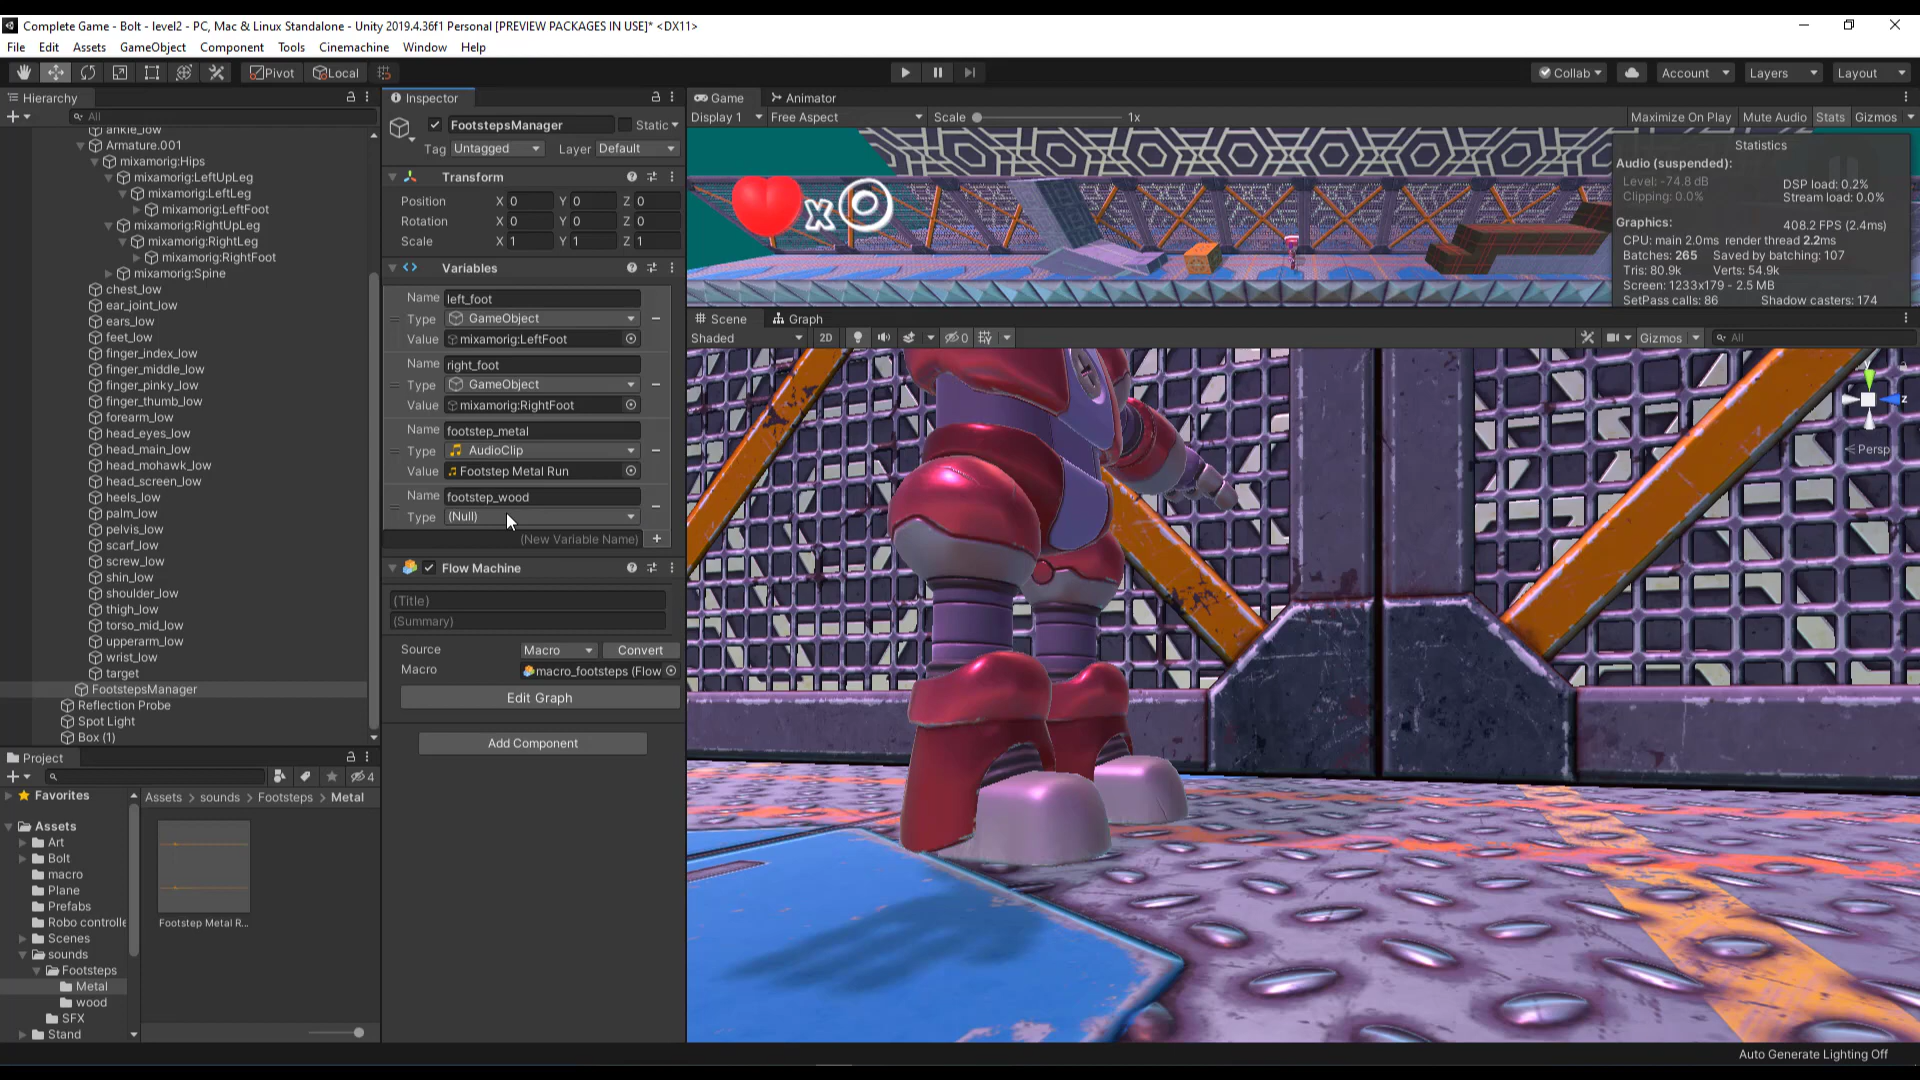 Complete Game - Bolt - level2 - PC, Mac & Linux Standalone - Unity 2019.4.36f1 Personal [PREVIEW PACKAGES IN USE]* <DX11>
File Edit Assets GameObject Component Tools Cinemachine Window Help
Pivot Local Collab Account Layers Layout
Hierarchy
All
ankle_low
Armature.001
mixamorig:Hips
mixamorig:LeftUpLeg
mixamorig:LeftLeg
mixamorig:LeftFoot
mixamorig:RightUpLeg
mixamorig:RightLeg
mixamorig:RightFoot
mixamorig:Spine
chest_low
ear_joint_low
ears_low
feet_low
finger_index_low
finger_middle_low
finger_pinky_low
finger_thumb_low
forearm_low
head_eyes_low
head_main_low
head_mohawk_low
head_screen_low
heels_low
palm_low
pelvis_low
scarf_low
screw_low
shin_low
shoulder_low
thigh_low
torso_mid_low
upperarm_low
wrist_low
target
FootstepsManager
Reflection Probe
Spot Light
Box (1)
Project
4
Favorites
Assets
Art
Bolt
macro
Plane
Prefabs
Robo controlle
Scenes
sounds
Footsteps
Metal
wood
SFX
Stand
Assets > sounds > Footsteps > Metal
Footstep Metal R...
Inspector
FootstepsManager Static
Tag Untagged Layer Default
Transform
Position X 0 Y 0 Z 0
Rotation X 0 Y 0 Z 0
Scale X 1 Y 1 Z 1
Variables
Name left_foot
Type GameObject
Value mixamorig:LeftFoot
Name right_foot
Type GameObject
Value mixamorig:RightFoot
Name footstep_metal
Type AudioClip
Value Footstep Metal Run
Name footstep_wood
Type (Null)
(New Variable Name)
Flow Machine
(Title)
(Summary)
Source Macro Convert
Macro macro_footsteps (Flow
Edit Graph
Add Component
Game Animator
Display 1 Free Aspect Scale 1x Maximize On Play Mute Audio Stats Gizmos
x
Statistics
Audio (suspended):
Level: -74.8 dB DSP load: 0.2%
Clipping: 0.0% Stream load: 0.0%
Graphics: 408.2 FPS (2.4ms)
CPU: main 2.0ms render thread 2.2ms
Batches: 265 Saved by batching: 107
Tris: 80.9k Verts: 54.9k
Screen: 1233x179 - 2.5 MB
SetPass calls: 86 Shadow casters: 174
Scene Graph
Shaded 2D 0 Gizmos All
y
z
< Persp
Auto Generate Lighting Off